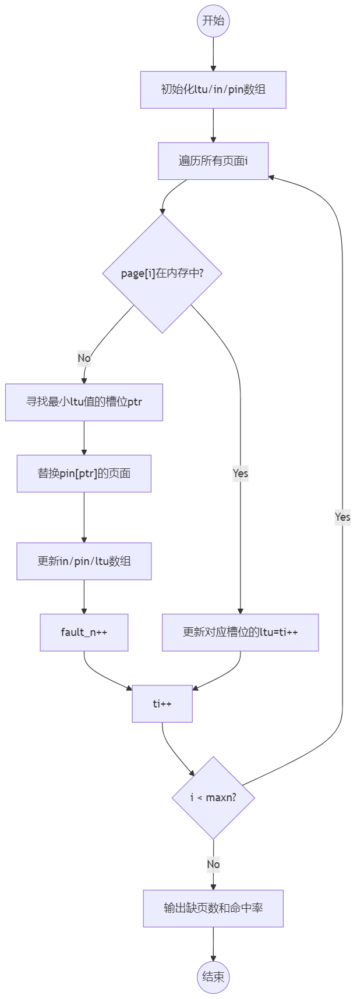 开始
初始化ltu/in/pin数组
遍历所有页面i
page[i]在内存中?
No
寻找最小ltu值的槽位ptr
替换pin[ptr]的页面
Yes
Yes
更新in/pin/ltu数组
fault_n++
更新对应槽位的ltu=ti++
ti++
i < maxn?
No
输出缺页数和命中率
结束